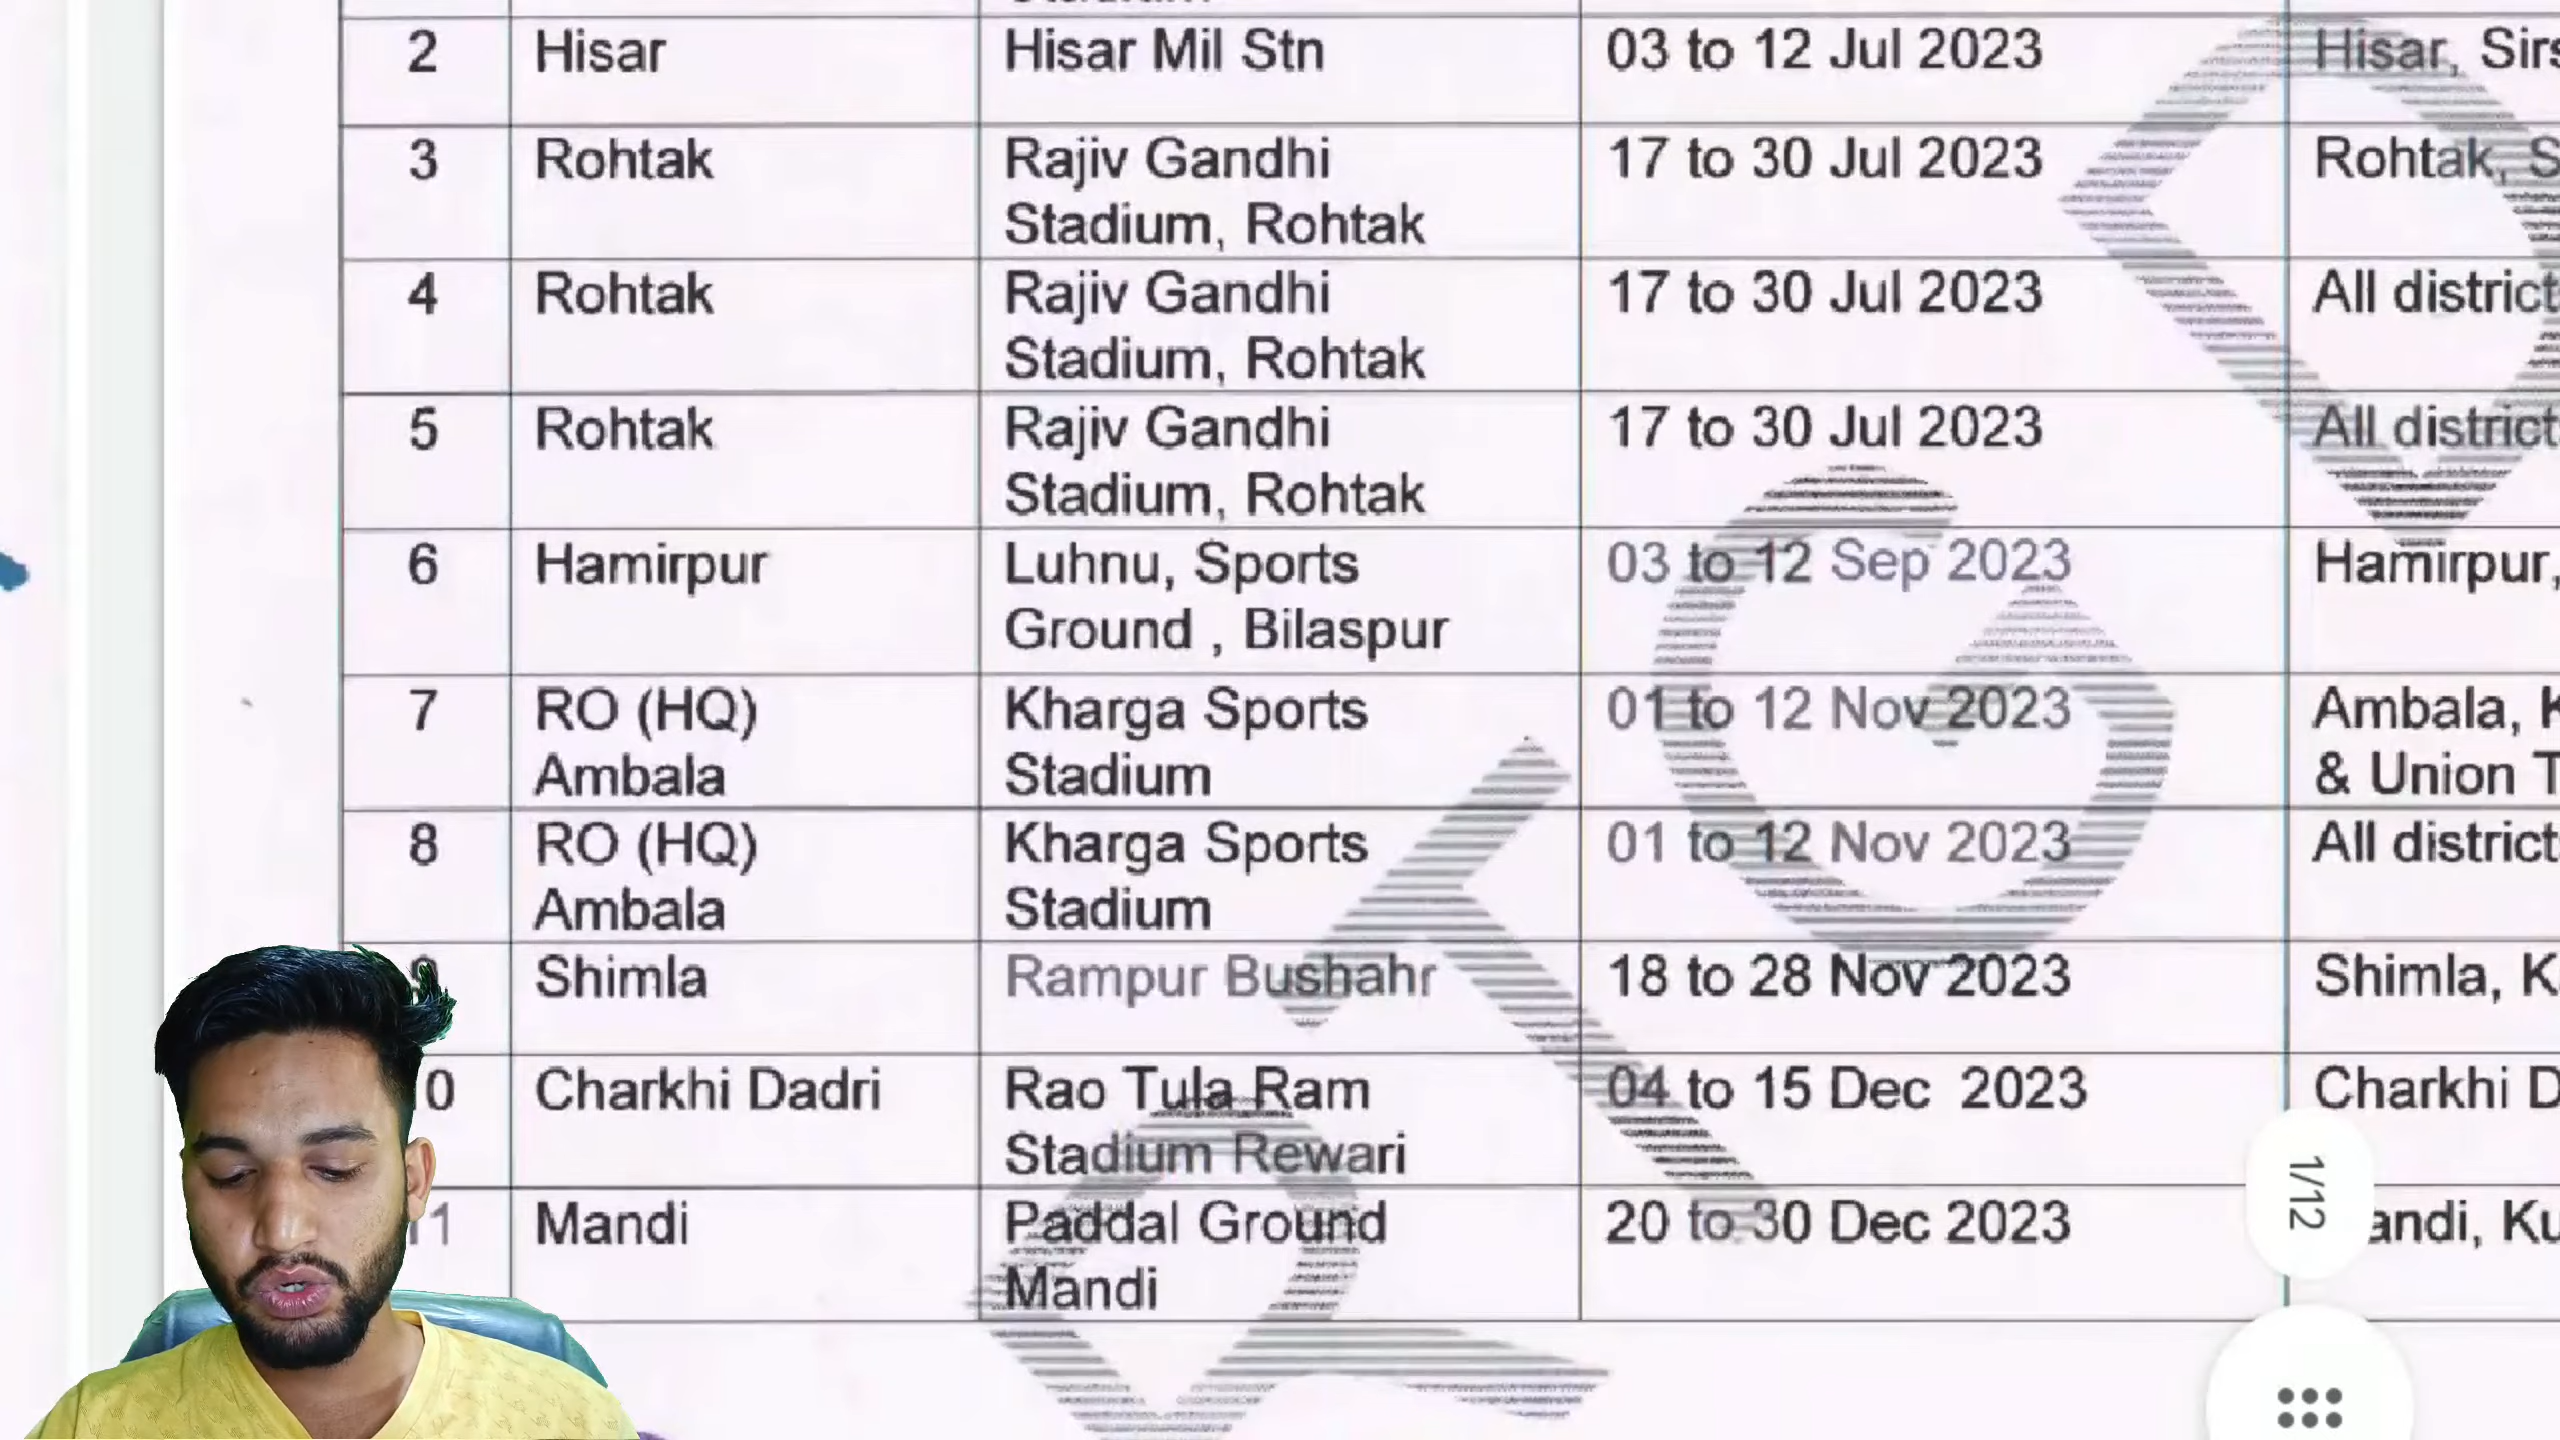 2 Hisar Hisar Mil Stn 03 to 12 Jul 2023 Hisar,
3 Rohtak Rajiv Gandhi 17 to 30 Jul 2023 Rohtak,
Stadium, Rohtak
4 Rohtak Rajiv Gandhi 17 to 30 Jul 2023 All district
Stadium, Rohtak
5 Rohtak Rajiv Gandhi 17 to 30 Jul 2023 All district
Stadium, Rohtak
6 Hamirpur Luhnu, Sports 03 to 12 Sep 2023 Hamirpur,
Ground , Bilaspur
7 RO (HQ) Kharga Sports 01 to 12 Nov 2023 Ambala, K
Ambala Stadium & Union T
8 RO (HQ) Kharga Sports 01 to 12 Nov 2023 All district
Ambala Stadium
Shimla Rampur Bushahr 18 to 28 Nov 2023 Shimla, K
0 Charkhi Dadri Rao Tula Ram 04 to 15 Dec 2023 Charkhi D
Stadium Rewari
1 Mandi Paddal Ground 20 to 30 Dec 2023 andi, Ku
Mandi
1/12